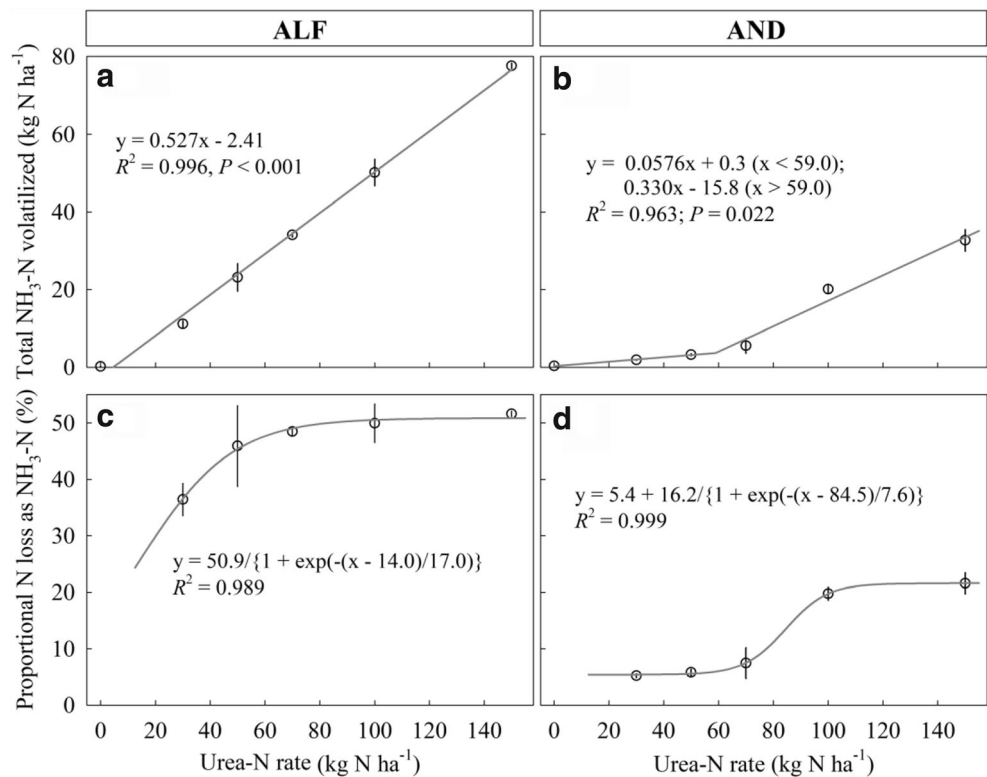 ALF
AND
Total NH₃-N volatilized (kg N ha⁻¹)
a
80
60
40
20
0
y = 0.527x - 2.41
R² = 0.996, P < 0.001
b
y = 0.0576x + 0.3 (x < 59.0);
0.330x - 15.8 (x > 59.0)
R² = 0.963; P = 0.022
Proportional N loss as NH₃-N (%)
c
50
40
30
20
10
0
y = 50.9/{1 + exp(-(x - 14.0)/17.0)}
R² = 0.989
d
y = 5.4 + 16.2/{1 + exp(-(x - 84.5)/7.6)}
R² = 0.999
0 20 40 60 80 100 120 140
0 20 40 60 80 100 120 140
Urea-N rate (kg N ha⁻¹)
Urea-N rate (kg N ha⁻¹)